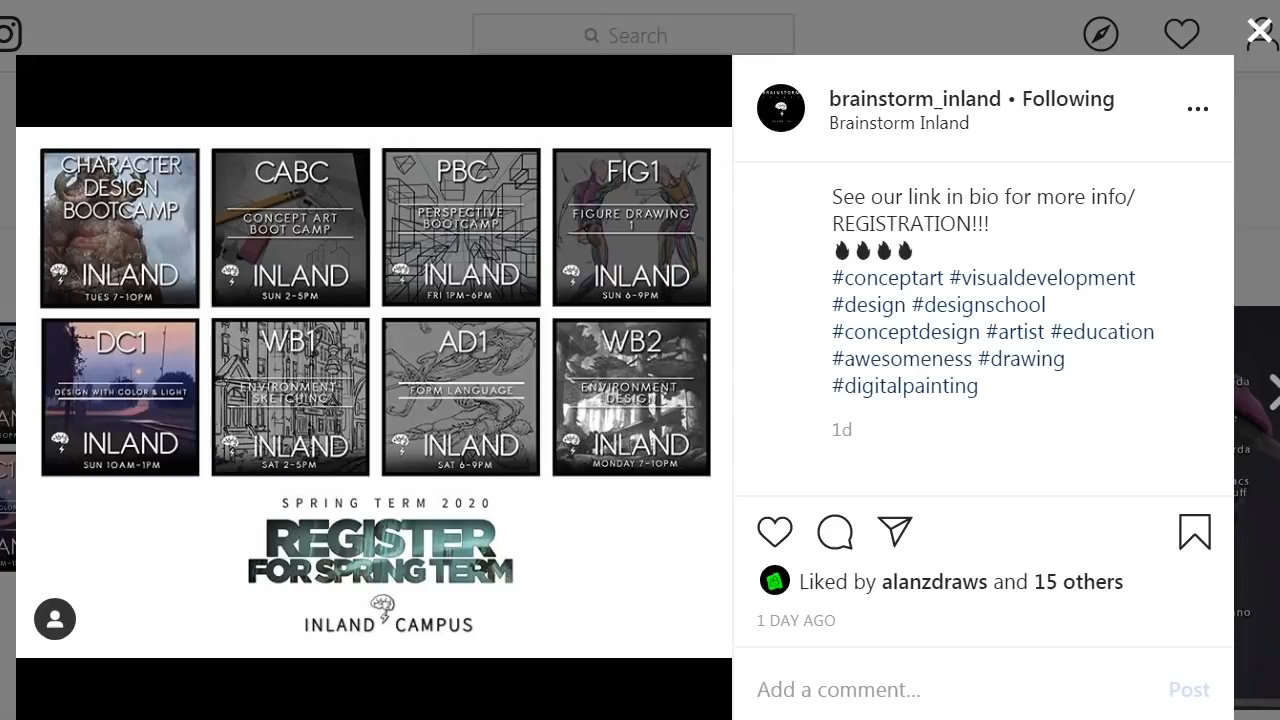 Search
CHARACTER
DESIGN
BOOTCAMP
INLAND
TUES 7-10PM
CABC
CONCEPT ART
BOOT CAMP
INLAND
SUN 2-5PM
PBC
PERSPECTIVE
BOOTCAMP
INLAND
FRI 1PM-6PM
FIG1
FIGURE DRAWING
1
INLAND
SUN 6-9PM
DC1
DESIGN WITH COLOR & LIGHT
INLAND
SUN 10AM-1PM
WB1
ENVIRONMENT
SKETCHING
INLAND
SAT 2-5PM
AD1
FORM LANGUAGE
INLAND
SAT 6-9PM
WB2
ENVIRONMENT
DESIGN
INLAND
MONDAY 7-10PM
SPRING TERM 2020
REGISTER
FOR SPRING TERM
INLAND CAMPUS
brainstorm_inland • Following
Brainstorm Inland
See our link in bio for more info/
REGISTRATION!!!
#conceptart #visualdevelopment
#design #designschool
#conceptdesign #artist #education
#awesomeness #drawing
#digitalpainting
1d
Liked by alanzdraws and 15 others
1 DAY AGO
Add a comment...
Post